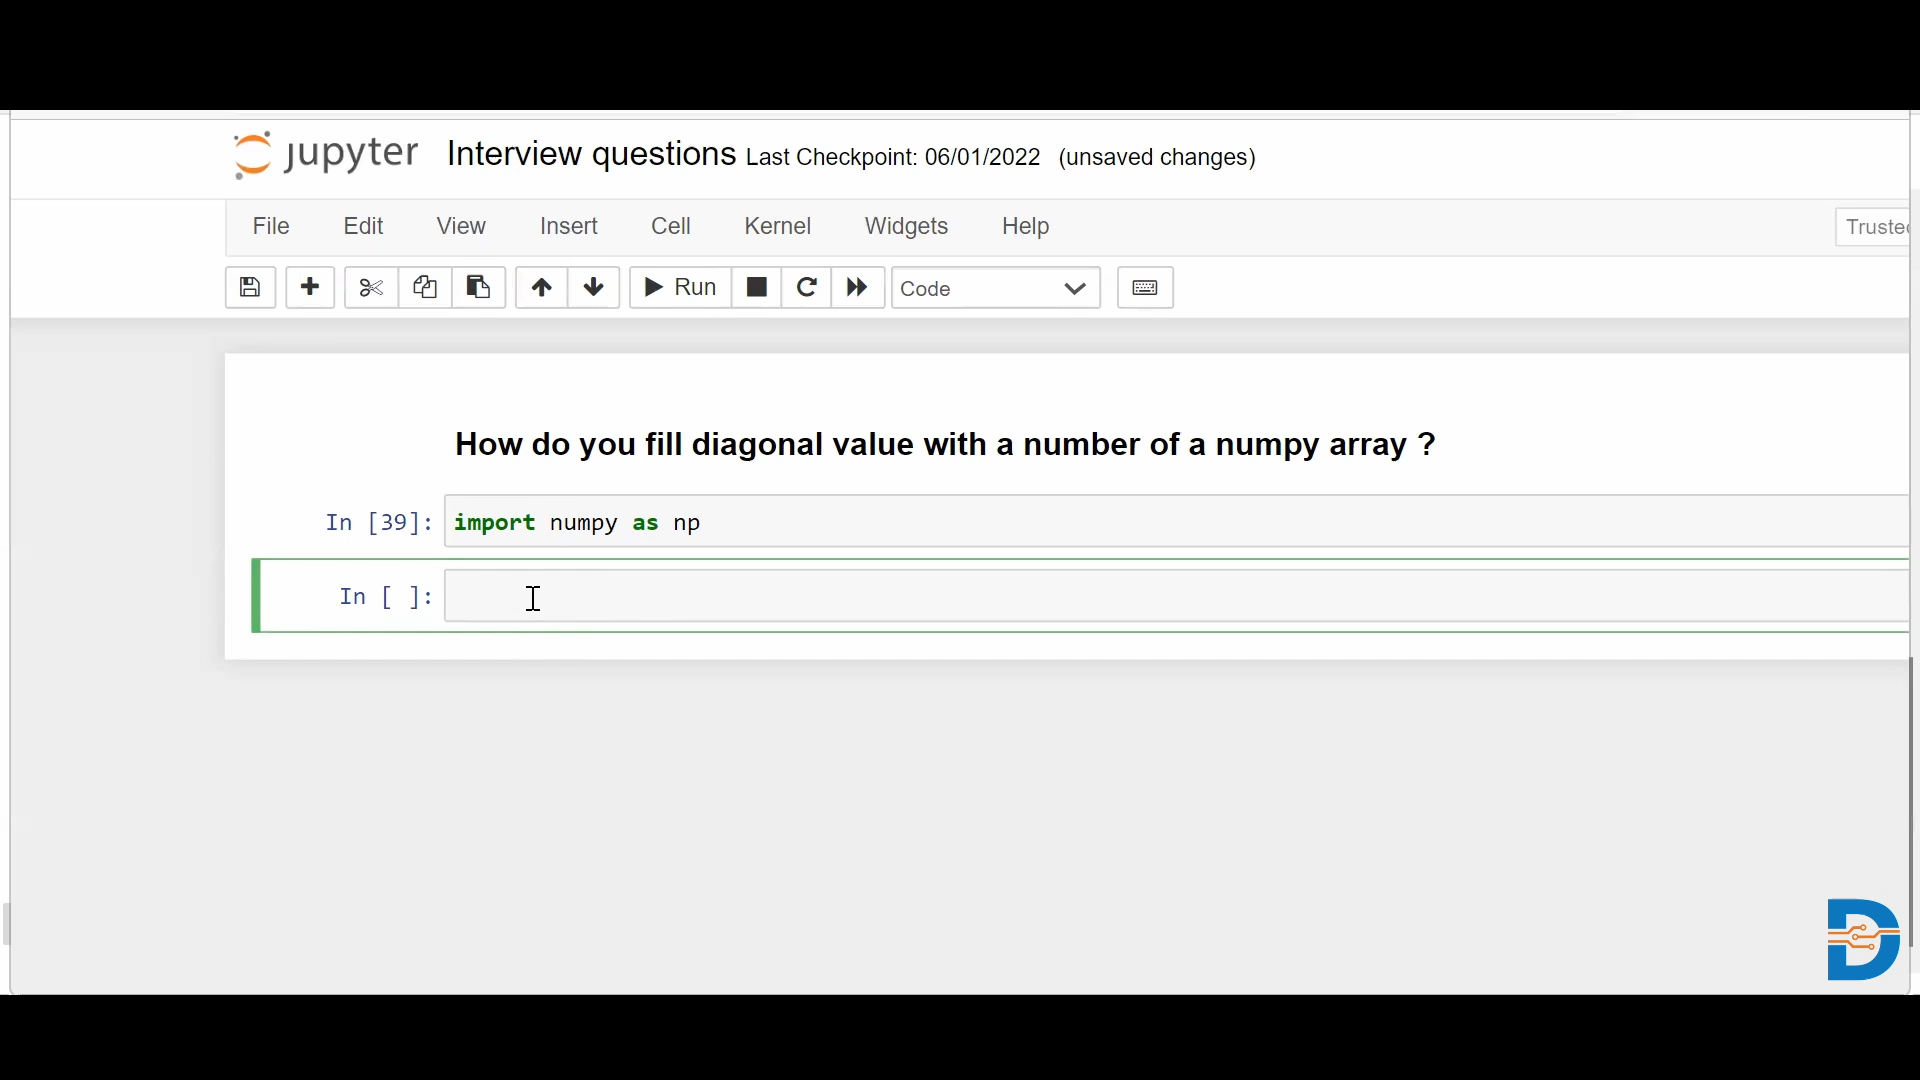 jupyter Interview questions Last Checkpoint: 06/01/2022 (unsaved changes)
File Edit View Insert Cell Kernel Widgets Help
Run Code
How do you fill diagonal value with a number of a numpy array ?
In [39]: import numpy as np
In [ ]: